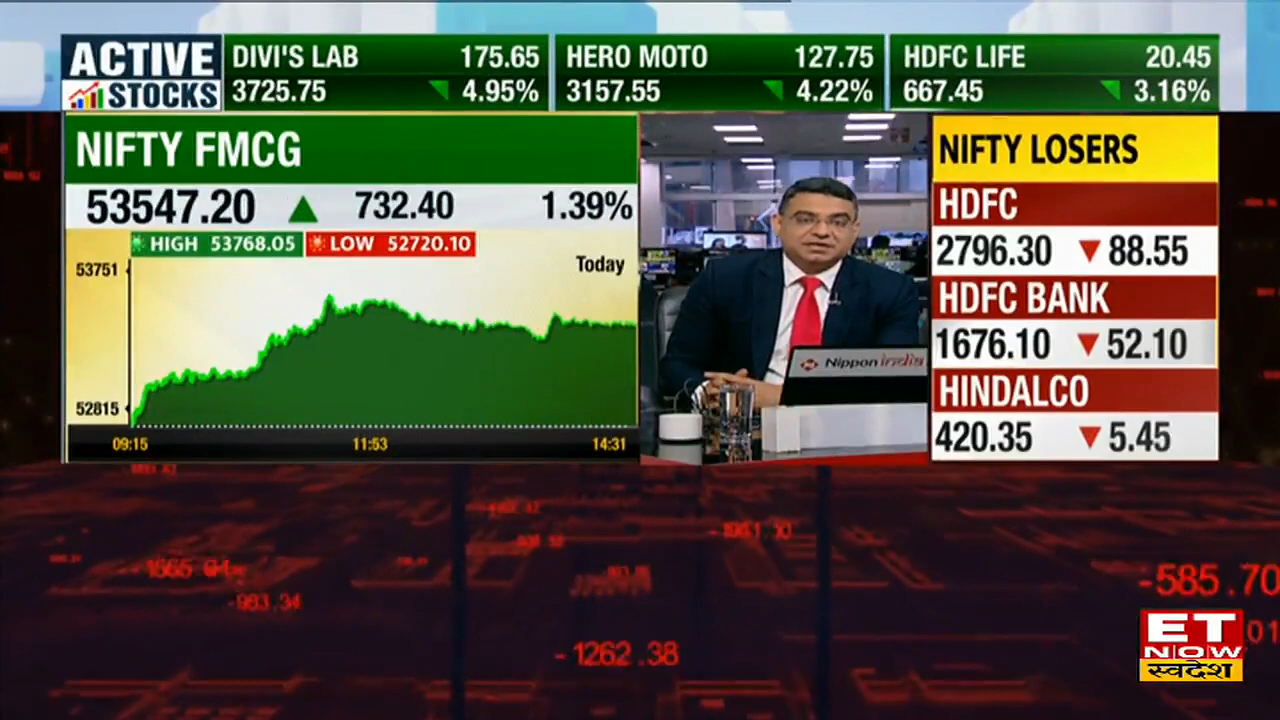 ACTIVE
STOCKS
DIVI'S LAB 175.65
3725.75 4.95%
HERO MOTO 127.75
3157.55 4.22%
HDFC LIFE 20.45
667.45 3.16%
NIFTY FMCG
53547.20 732.40 1.39%
HIGH 53768.05 LOW 52720.10
Today
53751
52815
09:15 11:53 14:31
Nippon india
NIFTY LOSERS
HDFC
2796.30 88.55
HDFC BANK
1676.10 52.10
HINDALCO
420.35 5.45
-983.34
-1262.38
-585.70
ET
NOW
स्वदेश